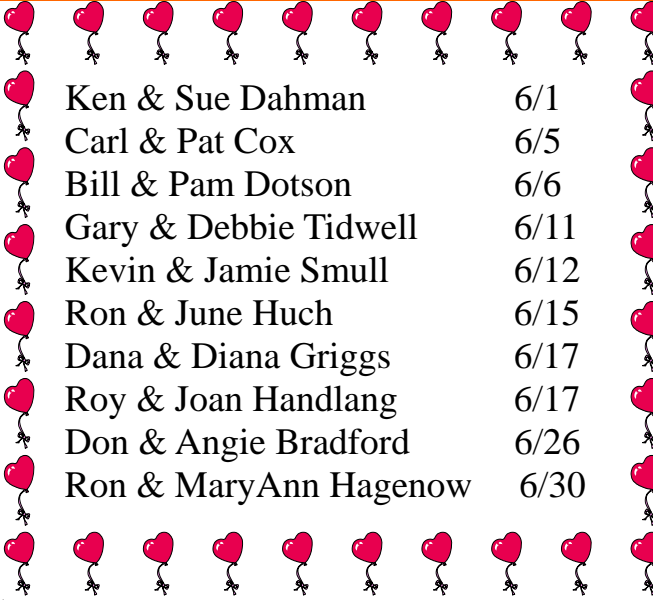 Ken & Sue Dahman 6/1
Carl & Pat Cox 6/5
Bill & Pam Dotson 6/6
Gary & Debbie Tidwell 6/11
Kevin & Jamie Smull 6/12
Ron & June Huch 6/15
Dana & Diana Griggs 6/17
Roy & Joan Handlang 6/17
Don & Angie Bradford 6/26
Ron & MaryAnn Hagenow 6/30